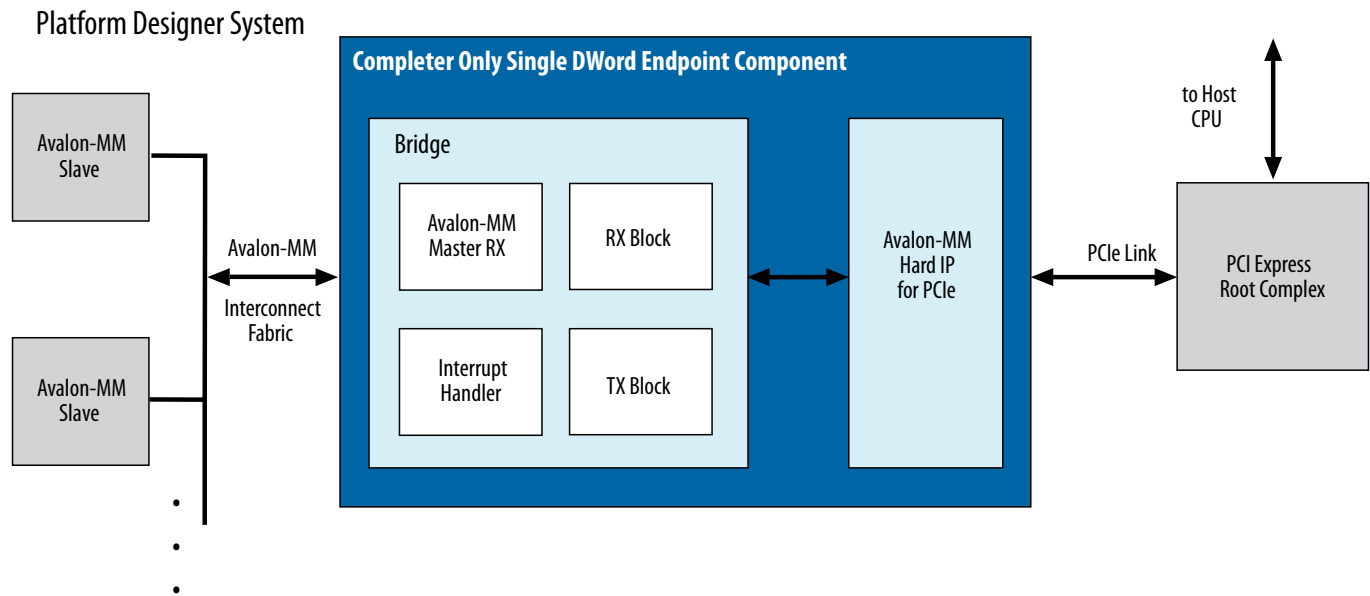 Platform Designer System
Completer Only Single DWord Endpoint Component
to Host
CPU
Avalon-MM
Slave
Bridge
Avalon-MM
Master RX
RX Block
Avalon-MM
Hard IP
for PCIe
Avalon-MM
Interconnect
Fabric
PCIe Link
PCI Express
Root Complex
Interrupt
Handler
TX Block
Avalon-MM
Slave